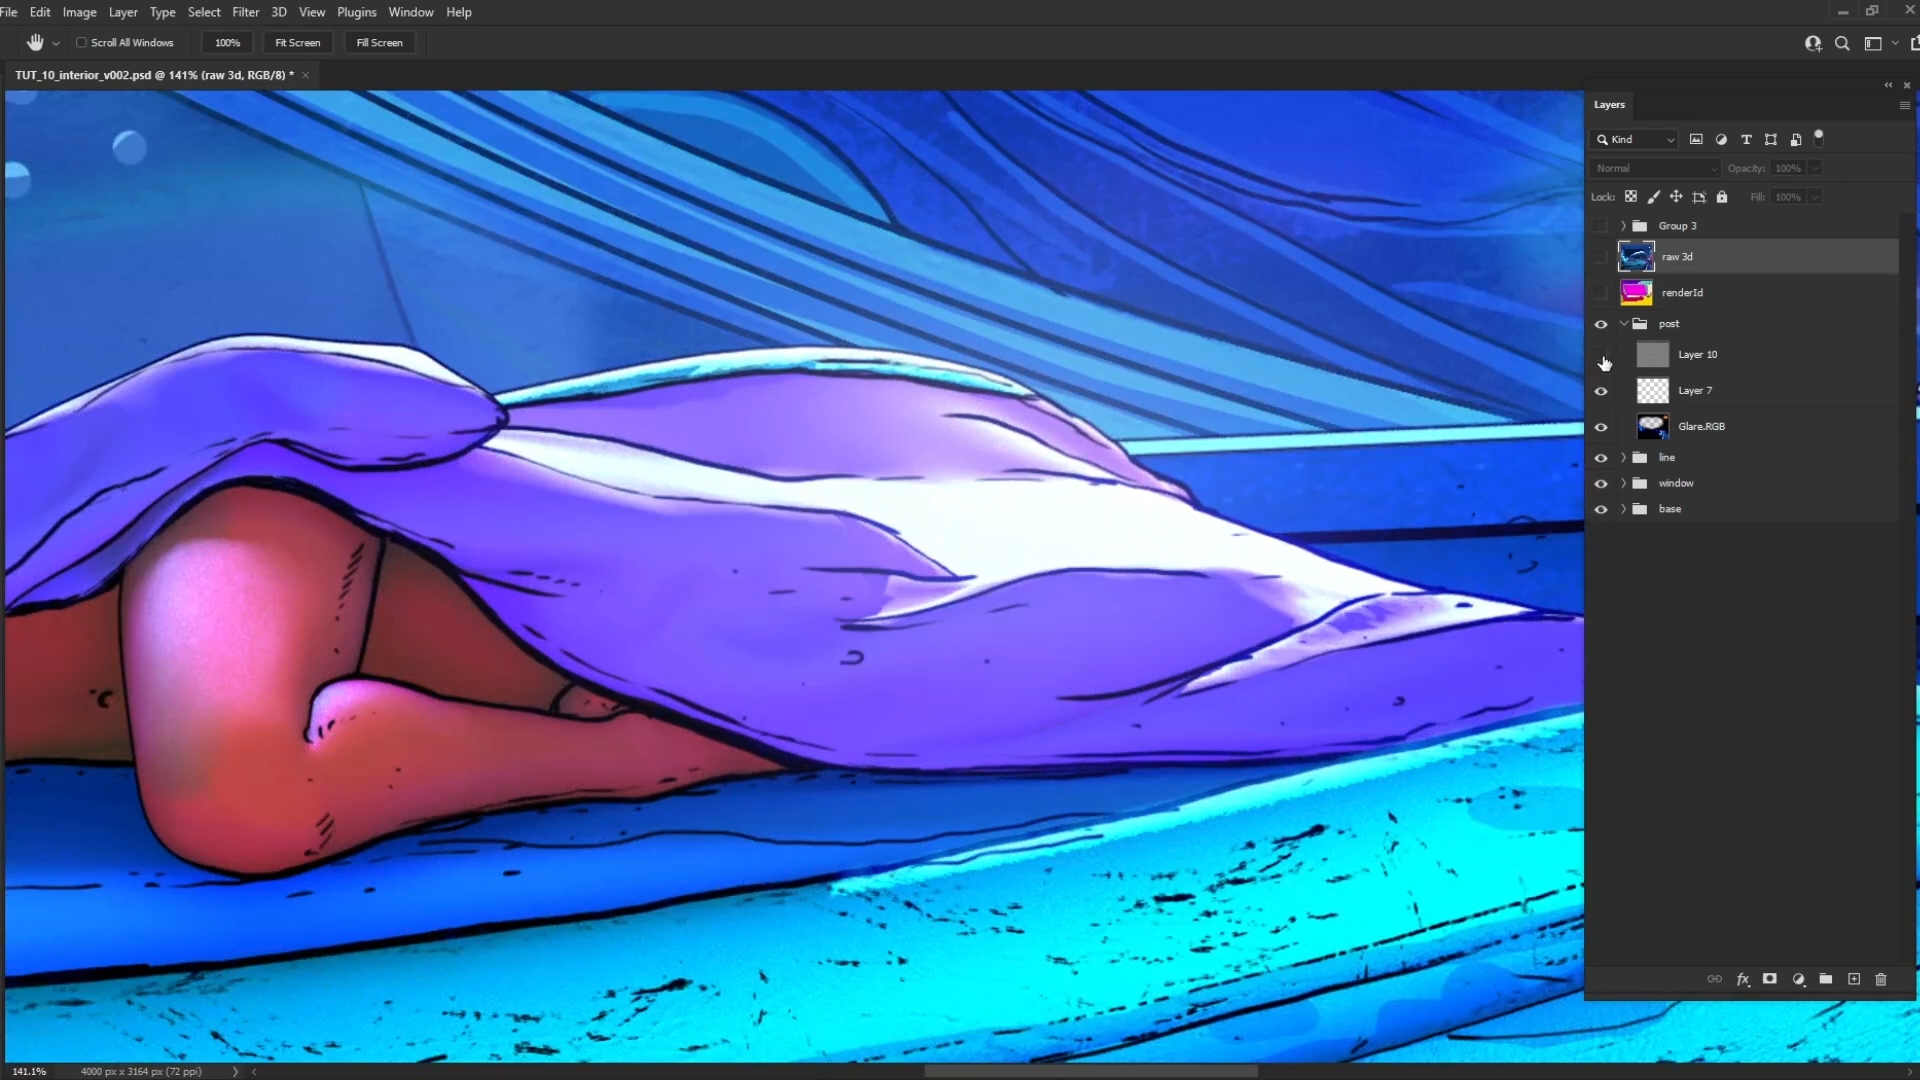 File Edit Image Layer Type Select Filter 3D View Plugins Window Help
Scroll All Windows 100% Fit Screen Fill Screen
TUT_10_interior_v002.psd @ 141% (raw 3d, RGB/8) *
Layers
Kind
Normal Opacity: 100%
Lock: Fill: 100%
Group 3
raw 3d
renderId
post
Layer 10
Layer 7
Glare.RGB
line
window
base
fx
141.1% 4000 px x 3164 px (72 ppi)